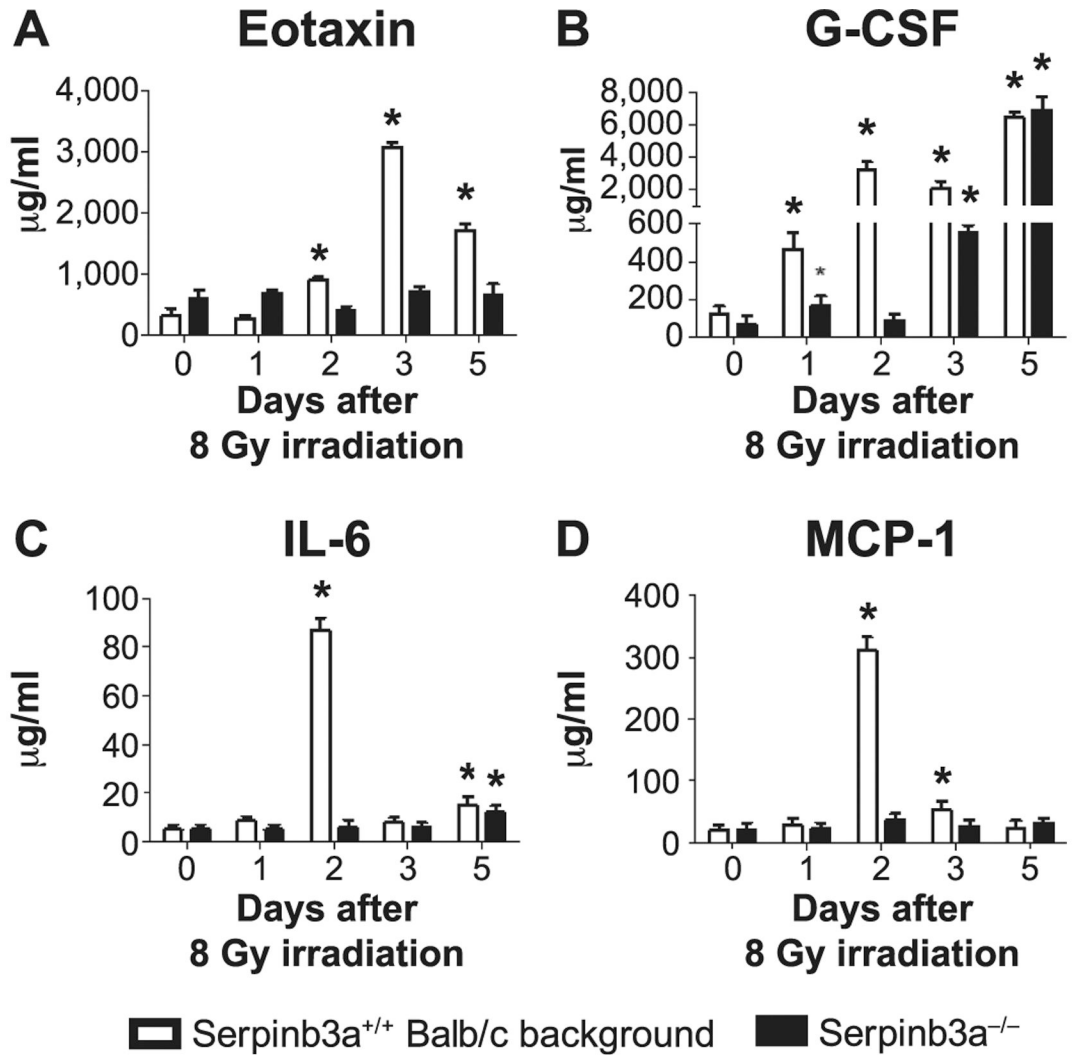 A Eotaxin
4,000
3,000
2,000
1,000
0
μg/ml
*
*
*
0 1 2 3 5
Days after
8 Gy irradiation
B G-CSF
8,000
6,000
4,000
2,000
600
400
200
0
μg/ml
*
*
*
*
*
*
*
0 1 2 3 5
Days after
8 Gy irradiation
C IL-6
100
80
60
40
20
0
μg/ml
*
*
*
0 1 2 3 5
Days after
8 Gy irradiation
D MCP-1
400
300
200
100
0
μg/ml
*
*
0 1 2 3 5
Days after
8 Gy irradiation
Serpinb3a+/+ Balb/c background Serpinb3a–/–